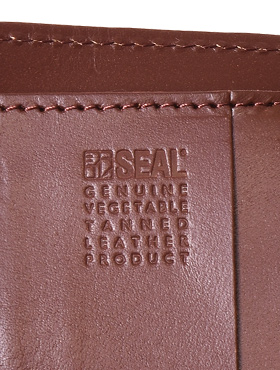 SEAL
GENUINE
VEGETABLE
TANNED
LEATHER
PRODUCT